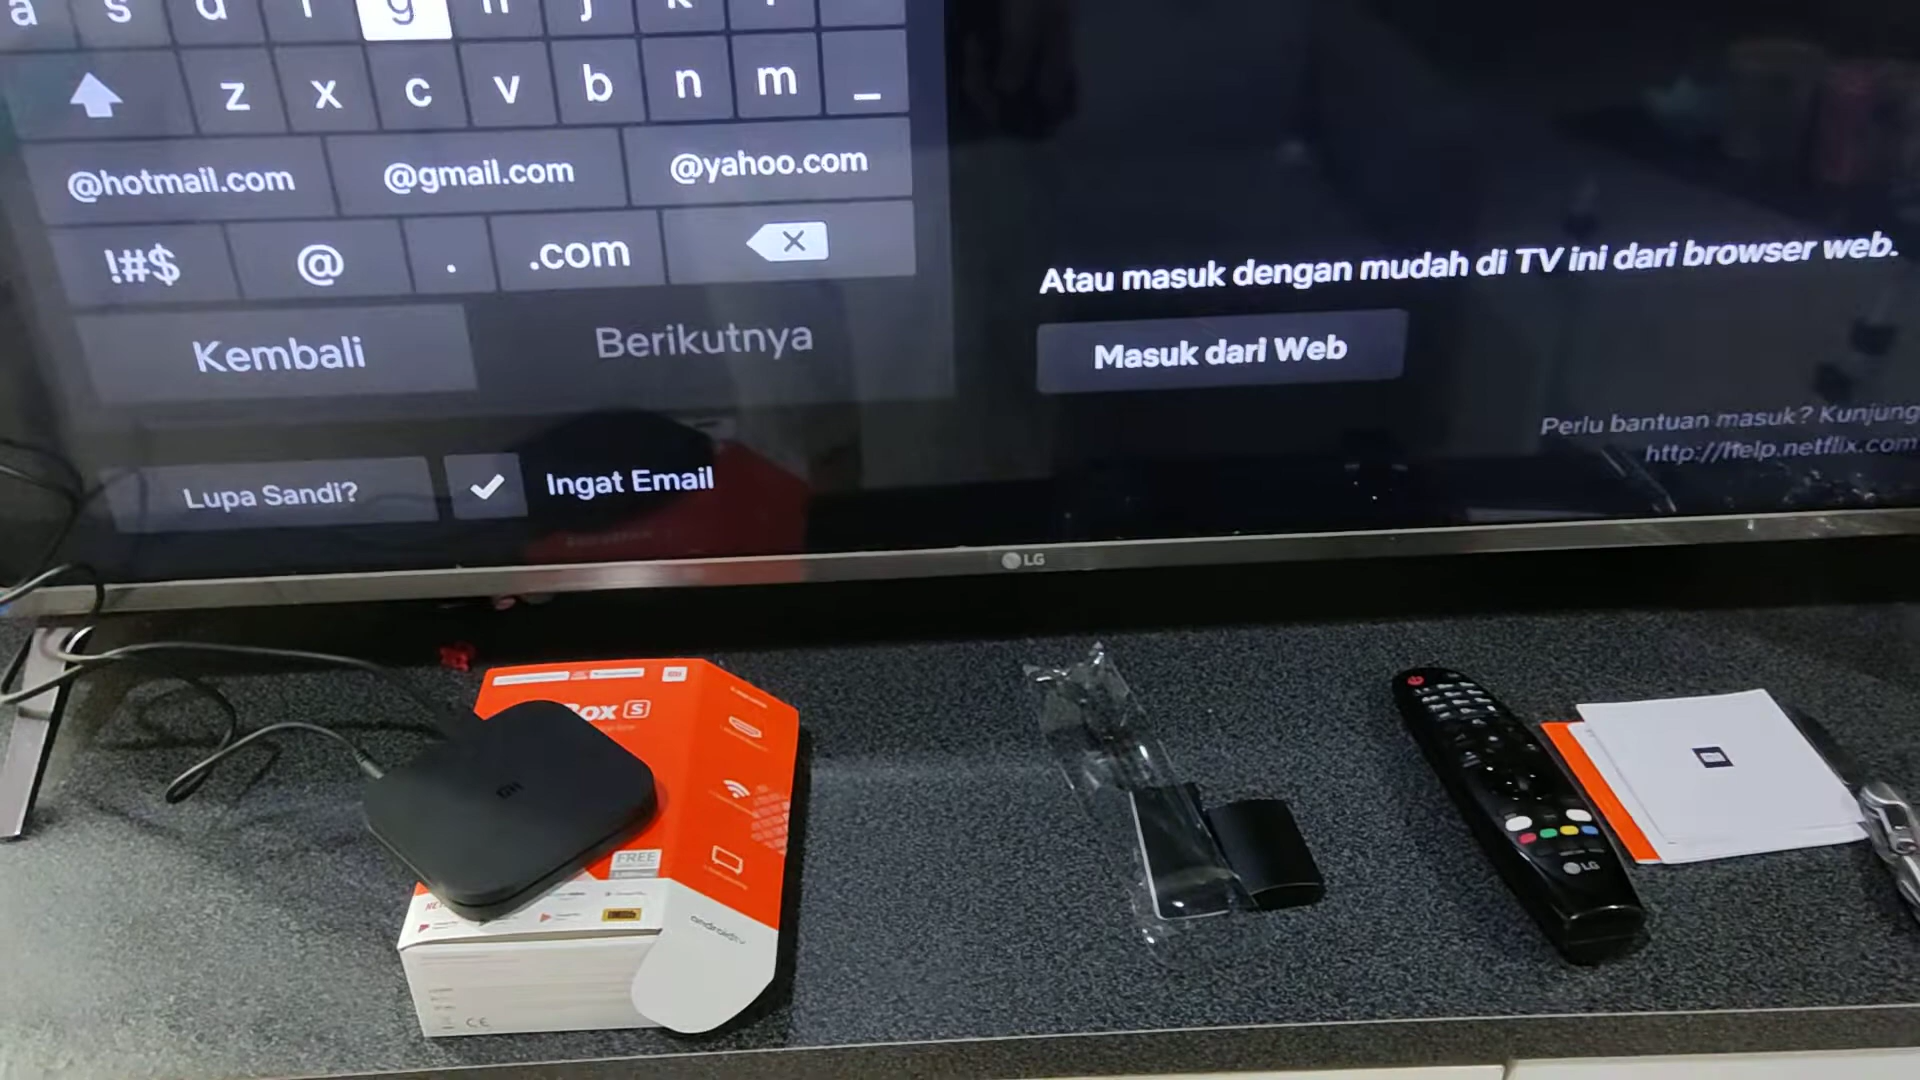 a s d f g h j k l
z x c v b n m _
@hotmail.com @gmail.com @yahoo.com
!#$ @ . .com
Kembali Berikutnya
Lupa Sandi? Ingat Email
Atau masuk dengan mudah di TV ini dari browser web.
Masuk dari Web
Perlu bantuan masuk? Kunjung
http://help.netflix.com
LG
Box S
FREE
androidtv
CE
LG